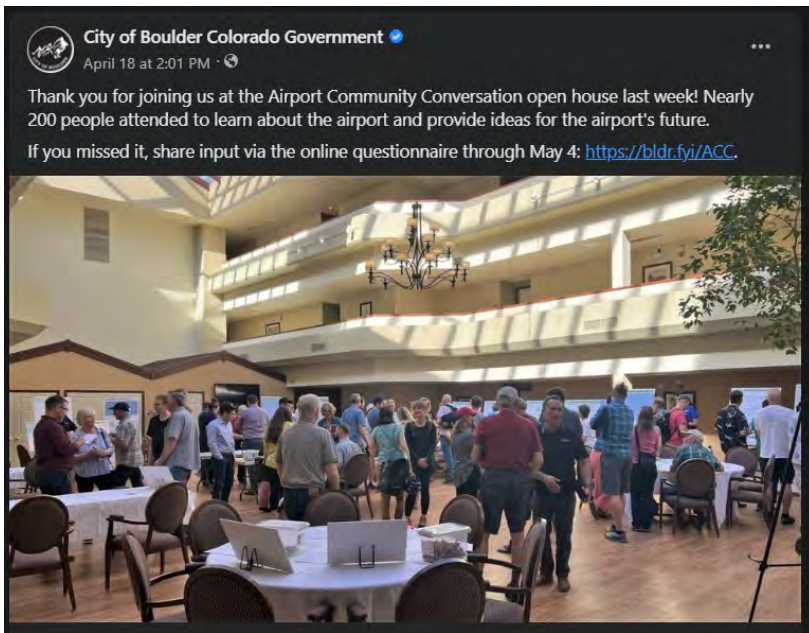 City of Boulder Colorado Government
April 18 at 2:01 PM ·
Thank you for joining us at the Airport Community Conversation open house last week! Nearly
200 people attended to learn about the airport and provide ideas for the airport's future.
If you missed it, share input via the online questionnaire through May 4: https://bldr.fyi/ACC.